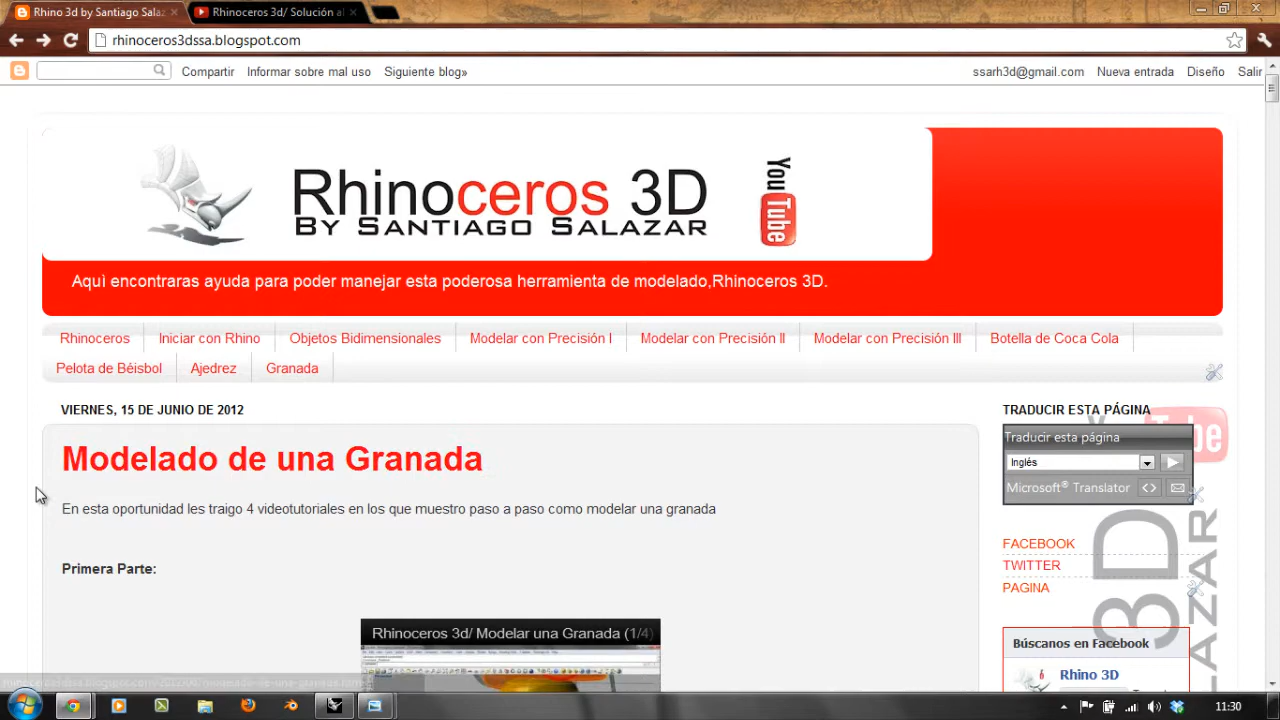 Rhino 3d by Santiago Salaz
Rhinoceros 3d/ Solución al
rhinoceros3dssa.blogspot.com
Compartir
Informar sobre mal uso
Siguiente blog»
ssarh3d@gmail.com
Nueva entrada
Diseño
Salir
Rhinoceros 3D
BY SANTIAGO SALAZAR
You Tube
Aquì encontraras ayuda para poder manejar esta poderosa herramienta de modelado,Rhinoceros 3D.
Rhinoceros
Iniciar con Rhino
Objetos Bidimensionales
Modelar con Precisión I
Modelar con Precisión II
Modelar con Precisión III
Botella de Coca Cola
Pelota de Béisbol
Ajedrez
Granada
VIERNES, 15 DE JUNIO DE 2012
Modelado de una Granada
En esta oportunidad les traigo 4 videotutoriales en los que muestro paso a paso como modelar una granada
Primera Parte:
Rhinoceros 3d/ Modelar una Granada (1/4)
TRADUCIR ESTA PÁGINA
Traducir esta página
Inglés
Microsoft® Translator
FACEBOOK
TWITTER
PAGINA
3D
Búscanos en Facebook
Rhino 3D
11:30